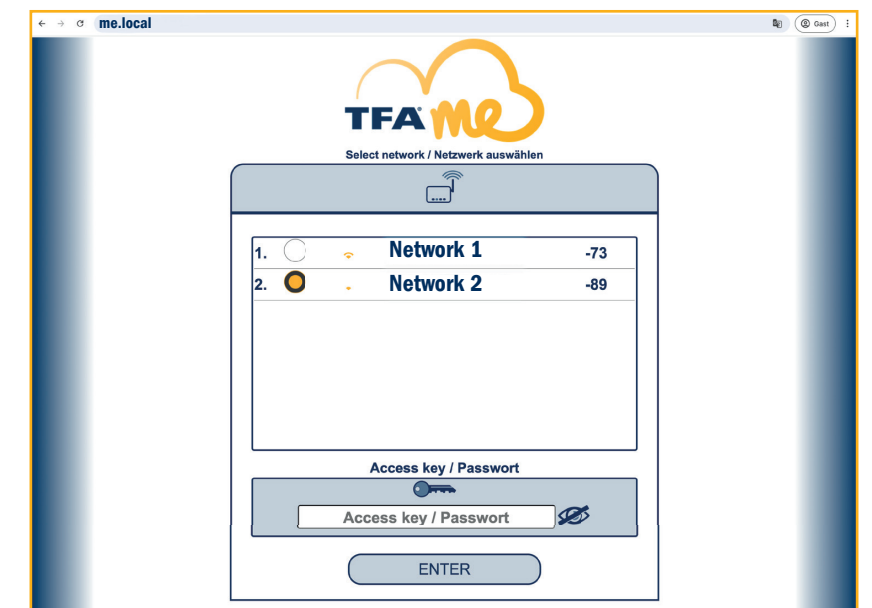 me.local
Gast
TFA me
Select network / Netzwerk auswählen
1. Network 1 -73
2. Network 2 -89
Access key / Passwort
Access key / Passwort
ENTER